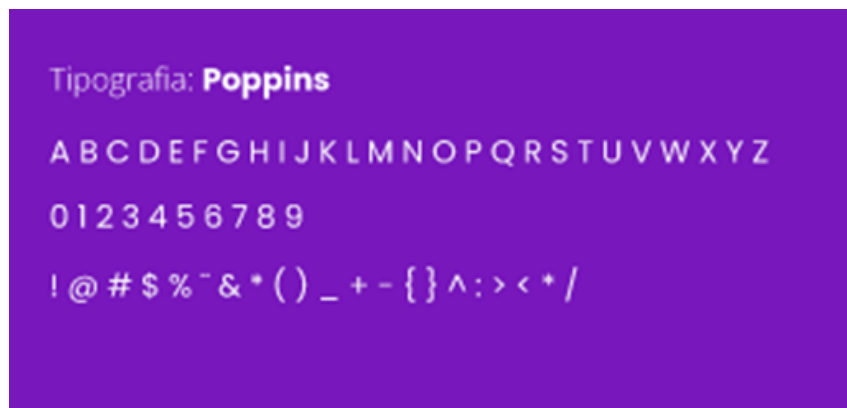 Tipografia: Poppins
A B C D E F G H I J K L M N O P Q R S T U V W X Y Z
0 1 2 3 4 5 6 7 8 9
! @ # $ % ¨ & * ( ) _ + - { } ^ : > < * /